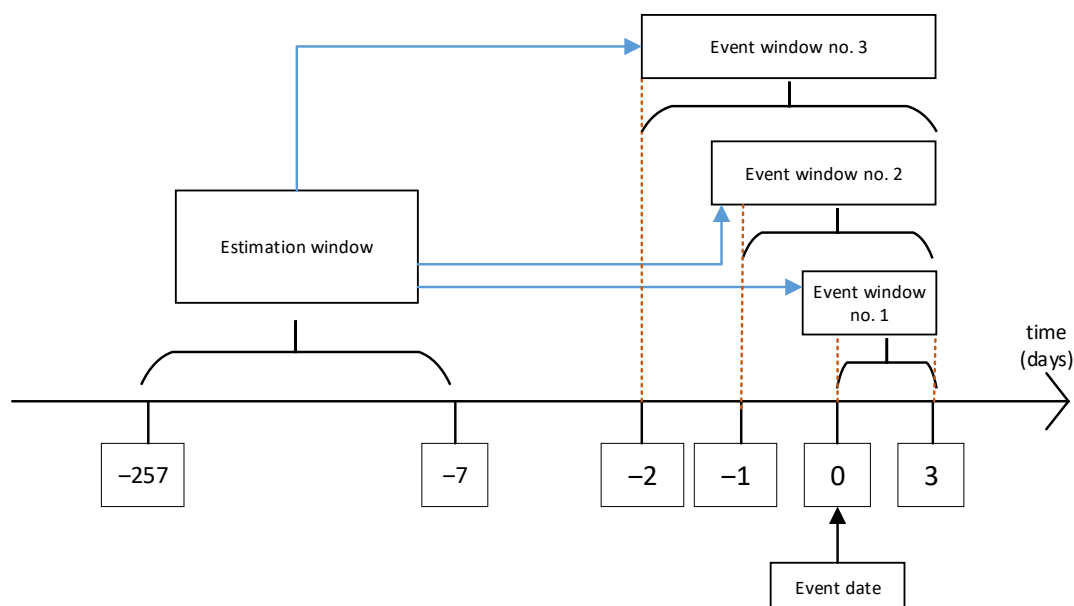 Event window no. 3
Event window no. 2
Estimation window
Event window
no. 1
time
(days)
–257
–7
–2
–1
0
3
Event date